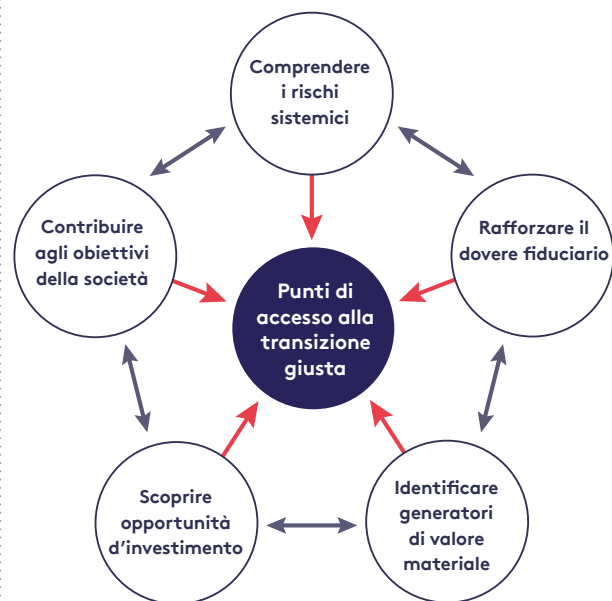 Comprendere
i rischi
sistemici
Contribuire
agli obiettivi
della società
Rafforzare il
dovere fiduciario
Punti di
accesso alla
transizione
giusta
Scoprire
opportunità
d’investimento
Identificare
generatori
di valore
materiale